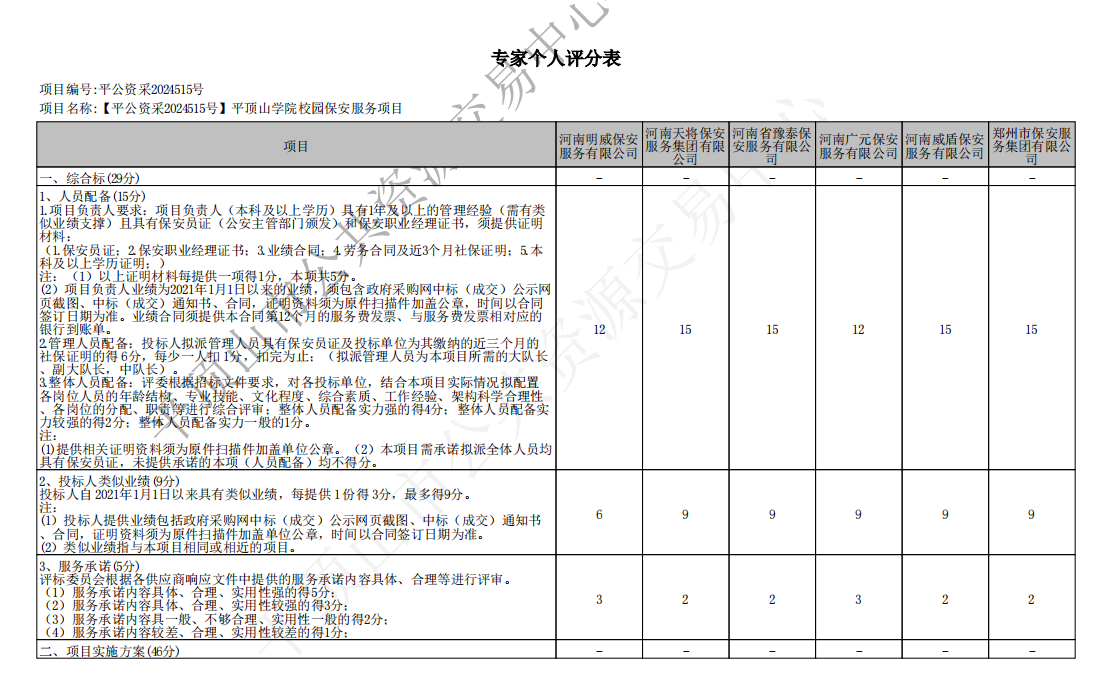 专家个人评分表
项目编号:平公资采2024515号
项目名称:【平公资采2024515号】平顶山学院校园保安服务项目
项目
河南明威保安
服务有限公司
河南天将保安
服务集团有限
公司
河南省豫泰保
安服务有限公
司
河南广元保安
服务有限公司
河南威盾保安
服务有限公司
郑州市保安服
务集团有限公
司
一、综合标(29分) － － － － － －
1、人员配备(15分)
1.项目负责人要求：项目负责人（本科及以上学历）具有1年及以上的管理经验（需有类
似业绩支撑）且具有保安员证（公安主管部门颁发）和保安职业经理证书，须提供证明
材料：
（1.保安员证；2.保安职业经理证书；3.业绩合同；4.劳务合同及近3个月社保证明；5.本
科及以上学历证明；）
注：（1）以上证明材料每提供一项得1分，本项共5分。
(2）项目负责人业绩为2021年1月1日以来的业绩，须包含政府采购网中标（成交）公示网
页截图、中标（成交）通知书、合同，证明资料须为原件扫描件加盖公章，时间以合同
签订日期为准。业绩合同须提供本合同第12个月的服务费发票、与服务费发票相对应的
银行到账单。
2.管理人员配备：投标人拟派管理人员具有保安员证及投标单位为其缴纳的近三个月的
社保证明的得 6分，每少一人扣 1分，扣完为止；（拟派管理人员为本项目所需的大队长
、副大队长，中队长）。
3.整体人员配备：评委根据招标文件要求，对各投标单位，结合本项目实际情况拟配置
各岗位人员的年龄结构、专业技能、文化程度、综合素质、工作经验、架构科学合理性
、各岗位的分配、职责等进行综合评审；整体人员配备实力强的得4分；整体人员配备实
力较强的得2分；整体人员配备实力一般的1分。
注：
(1)提供相关证明资料须为原件扫描件加盖单位公章。（2）本项目需承诺拟派全体人员均
具有保安员证，未提供承诺的本项（人员配备）均不得分。
12 15 15 12 15 15
2、投标人类似业绩(9分)
投标人自 2021年1月1日以来具有类似业绩，每提供 1 份得 3分，最多得9分。
注：
(1）投标人提供业绩包括政府采购网中标（成交）公示网页截图、中标（成交）通知书
、合同，证明资料须为原件扫描件加盖单位公章，时间以合同签订日期为准。
(2）类似业绩指与本项目相同或相近的项目。
6 9 9 9 9 9
3、服务承诺(5分)
评标委员会根据各供应商响应文件中提供的服务承诺内容具体、合理等进行评审。
（1）服务承诺内容具体、合理、实用性强的得5分；
（2）服务承诺内容具体、合理、实用性较强的得3分；
（3）服务承诺内容具一般、不够合理、实用性一般的得2分；
（4）服务承诺内容较差、合理、实用性较差的得1分；
3 2 2 3 2 2
二、项目实施方案(46分) － － － － － －
平顶山市公共资源交易中心
平顶山市公共资源交易中心